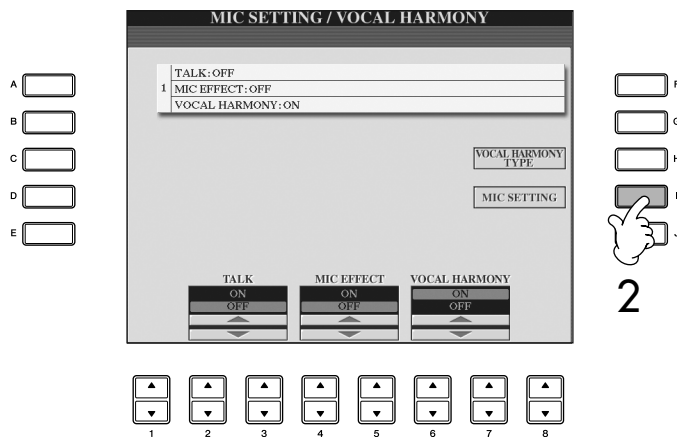 MIC SETTING / VOCAL HARMONY
TALK:OFF
1 MIC EFFECT:OFF
VOCAL HARMONY:ON
A
B
C
D
E
VOCAL HARMONY
TYPE
MIC SETTING
2
TALK MIC EFFECT VOCAL HARMONY
ON ON ON
OFF OFF OFF
1 2 3 4 5 6 7 8